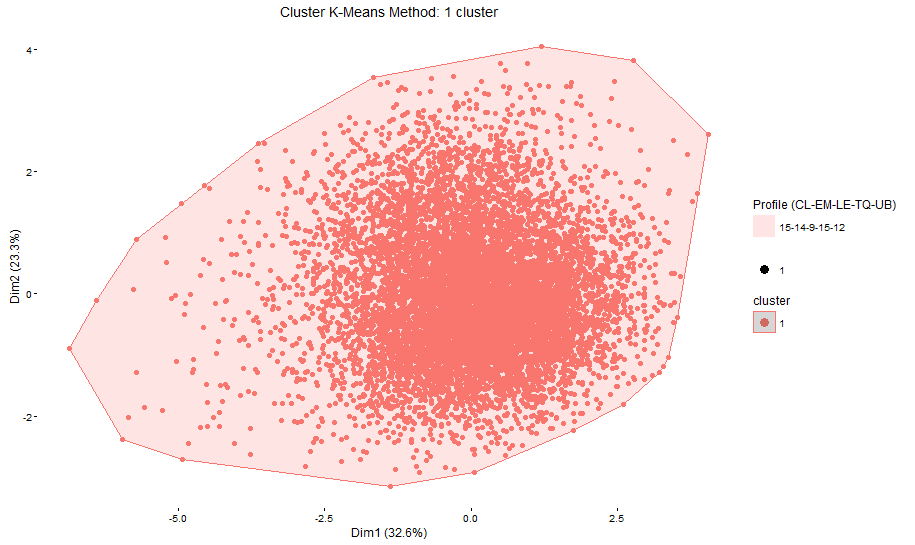 Cluster K-Means Method: 1 cluster
4
2
0
-2
Dim2 (23.3%)
-5.0
-2.5
0.0
2.5
Dim1 (32.6%)
Profile (CL-EM-LE-TQ-UB)
15-14-9-15-12
1
cluster
1